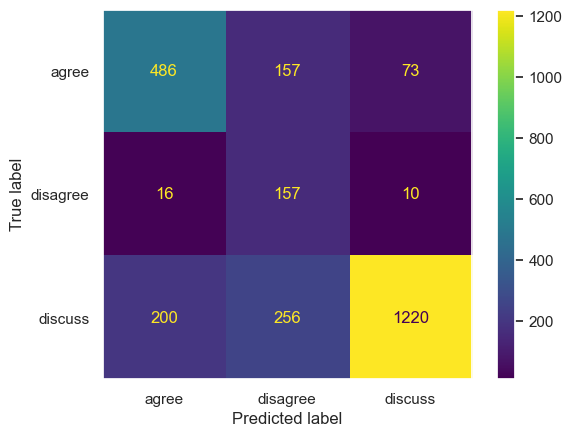 agree 486 157 73
disagree 16 157 10
discuss 200 256 1220
agree disagree discuss
True label
Predicted label
1200
1000
800
600
400
200